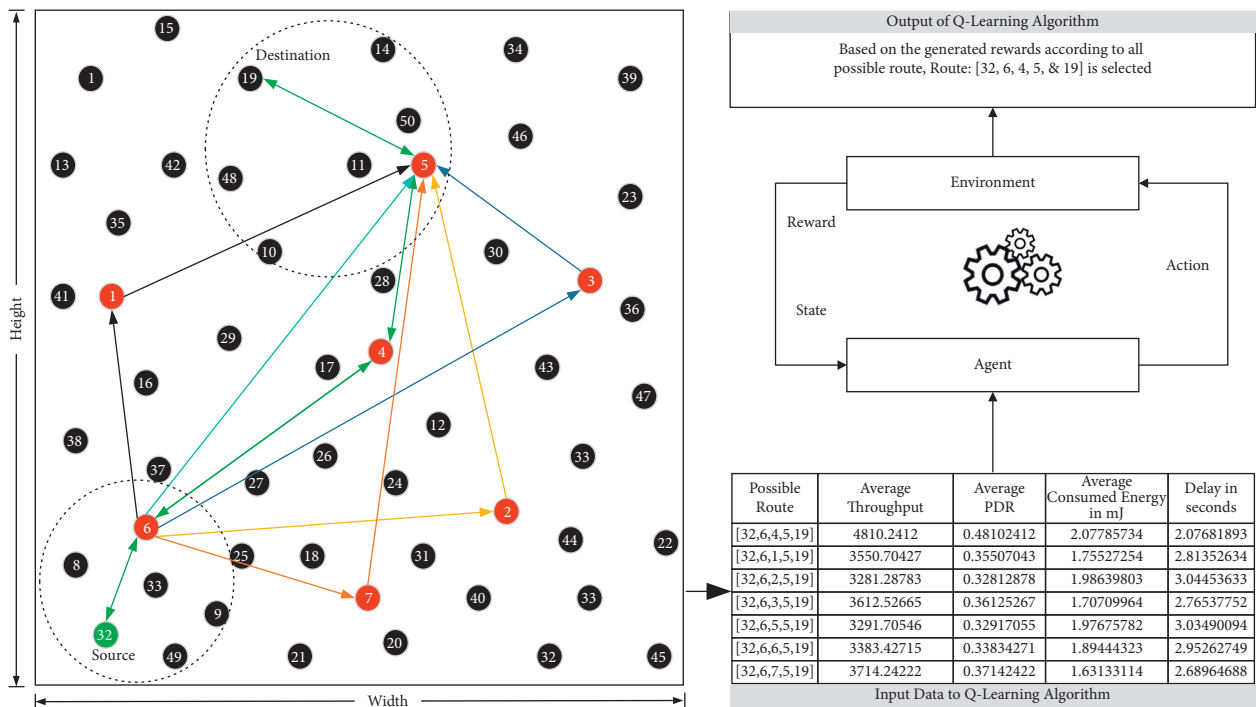 15
14
34
Destination
1
19
39
50
46
13
42
48
11
5
23
35
10
30
28
3
41
1
36
29
4
17
43
16
47
12
38
26
33
37
27
24
2
6
44
22
25
18
31
8
33
7
40
33
9
32
20
Source
49
21
32
45
Height
Width
Output of Q-Learning Algorithm
Based on the generated rewards according to all
possible route, Route: [32, 6, 4, 5, & 19] is selected
Environment
Reward
Action
State
Agent
Possible Route Average Throughput Average PDR Average Consumed Energy in mJ Delay in seconds
[32,6,4,5,19] 4810.2412 0.48102412 2.07785734 2.07681893
[32,6,1,5,19] 3550.70427 0.35507043 1.75527254 2.81352634
[32,6,2,5,19] 3281.28783 0.32812878 1.98639803 3.04453633
[32,6,3,5,19] 3612.52665 0.36125267 1.70709964 2.76537752
[32,6,5,5,19] 3291.70546 0.32917055 1.97675782 3.03490094
[32,6,6,5,19] 3383.42715 0.33834271 1.89444323 2.95262749
[32,6,7,5,19] 3714.24222 0.37142422 1.63133114 2.68964688
Input Data to Q-Learning Algorithm